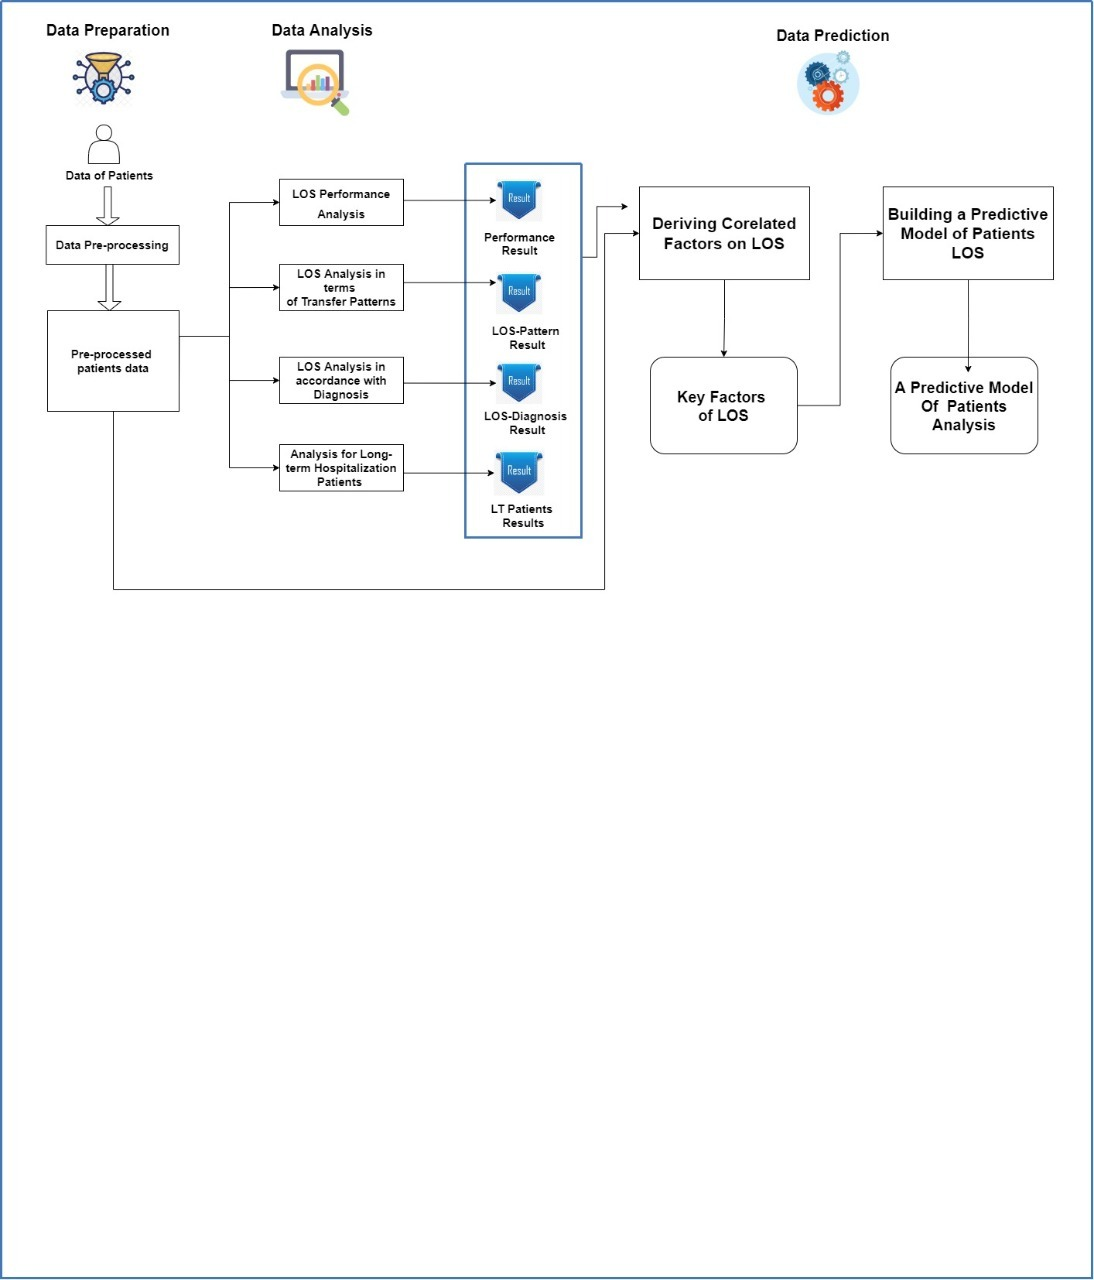 Data Preparation
Data Analysis
Data Prediction
Data of Patients
Data Pre-processing
Pre-processed
patients data
LOS Performance
Analysis
LOS Analysis in
terms
of Transfer Patterns
LOS Analysis in
accordance with
Diagnosis
Analysis for Long-
term Hospitalization
Patients
Result
Performance
Result
Result
LOS-Pattern
Result
Result
LOS-Diagnosis
Result
Result
LT Patients
Results
Deriving Corelated
Factors on LOS
Key Factors
of LOS
Building a Predictive
Model of Patients
LOS
A Predictive Model
Of Patients
Analysis